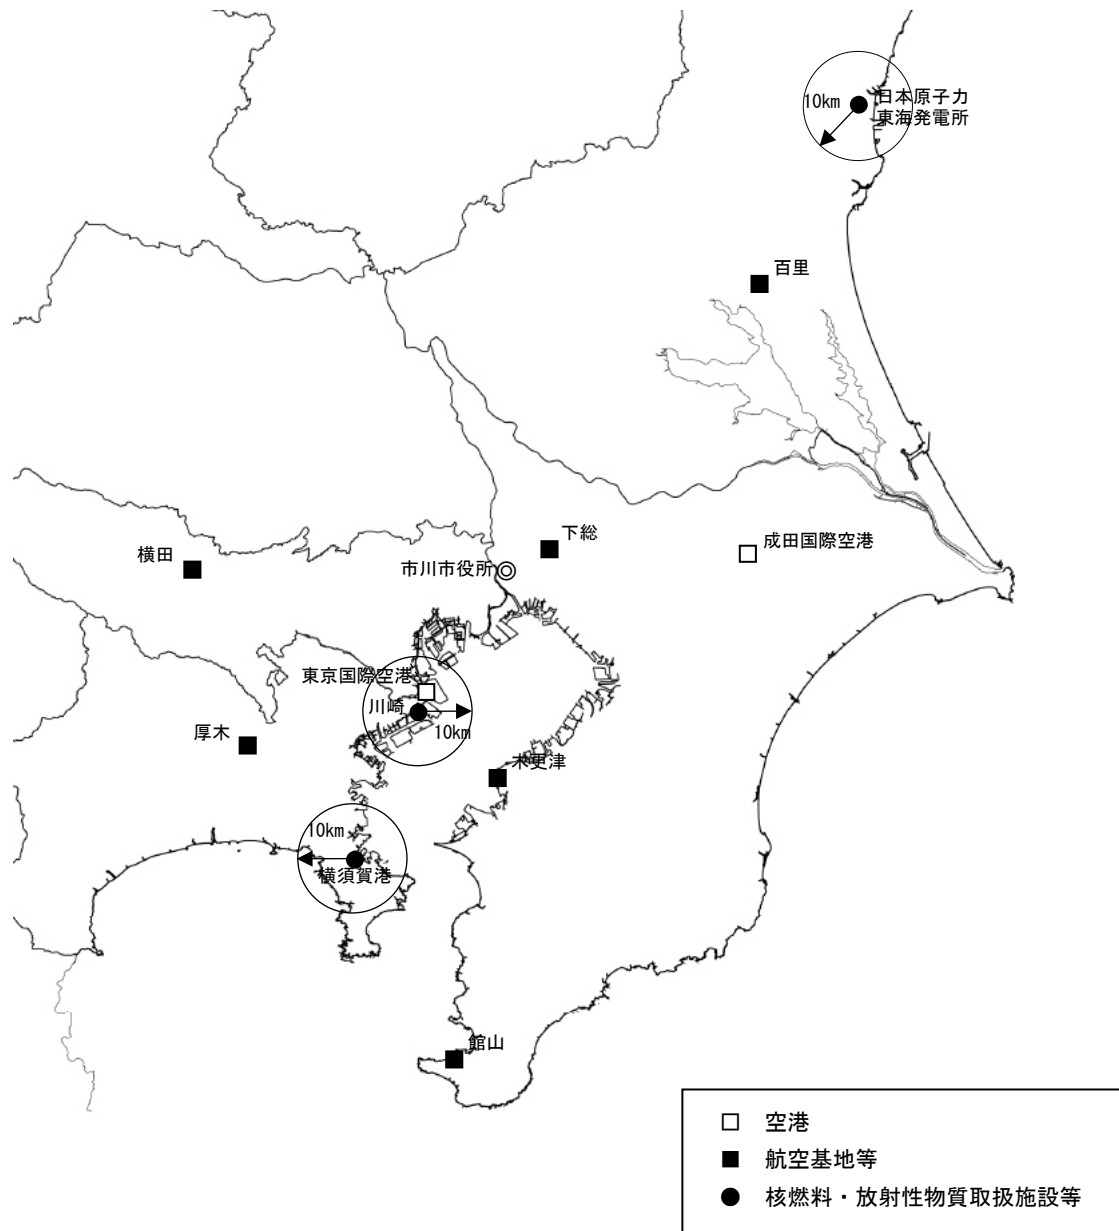 10km
日本原子力
東海発電所
百里
下総
成田国際空港
横田
市川市役所
東京国際空港
川崎
10km
厚木
木更津
10km
横須賀港
館山
空港
航空基地等
核燃料・放射性物質取扱施設等